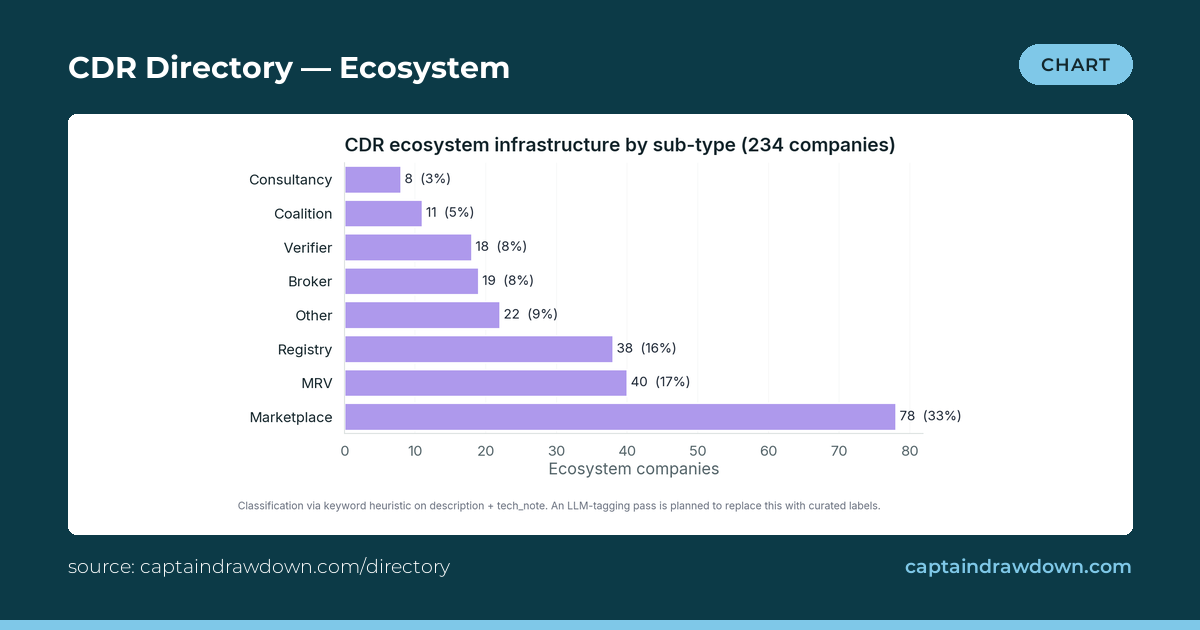 CDR Directory — Ecosystem
CHART
CDR ecosystem infrastructure by sub-type (234 companies)
Consultancy 8 (3%)
Coalition 11 (5%)
Verifier 18 (8%)
Broker 19 (8%)
Other 22 (9%)
Registry 38 (16%)
MRV 40 (17%)
Marketplace 78 (33%)
0 10 20 30 40 50 60 70 80
Ecosystem companies
Classification via keyword heuristic on description + tech_note. An LLM-tagging pass is planned to replace this with curated labels.
source: captaindrawdown.com/directory
captaindrawdown.com